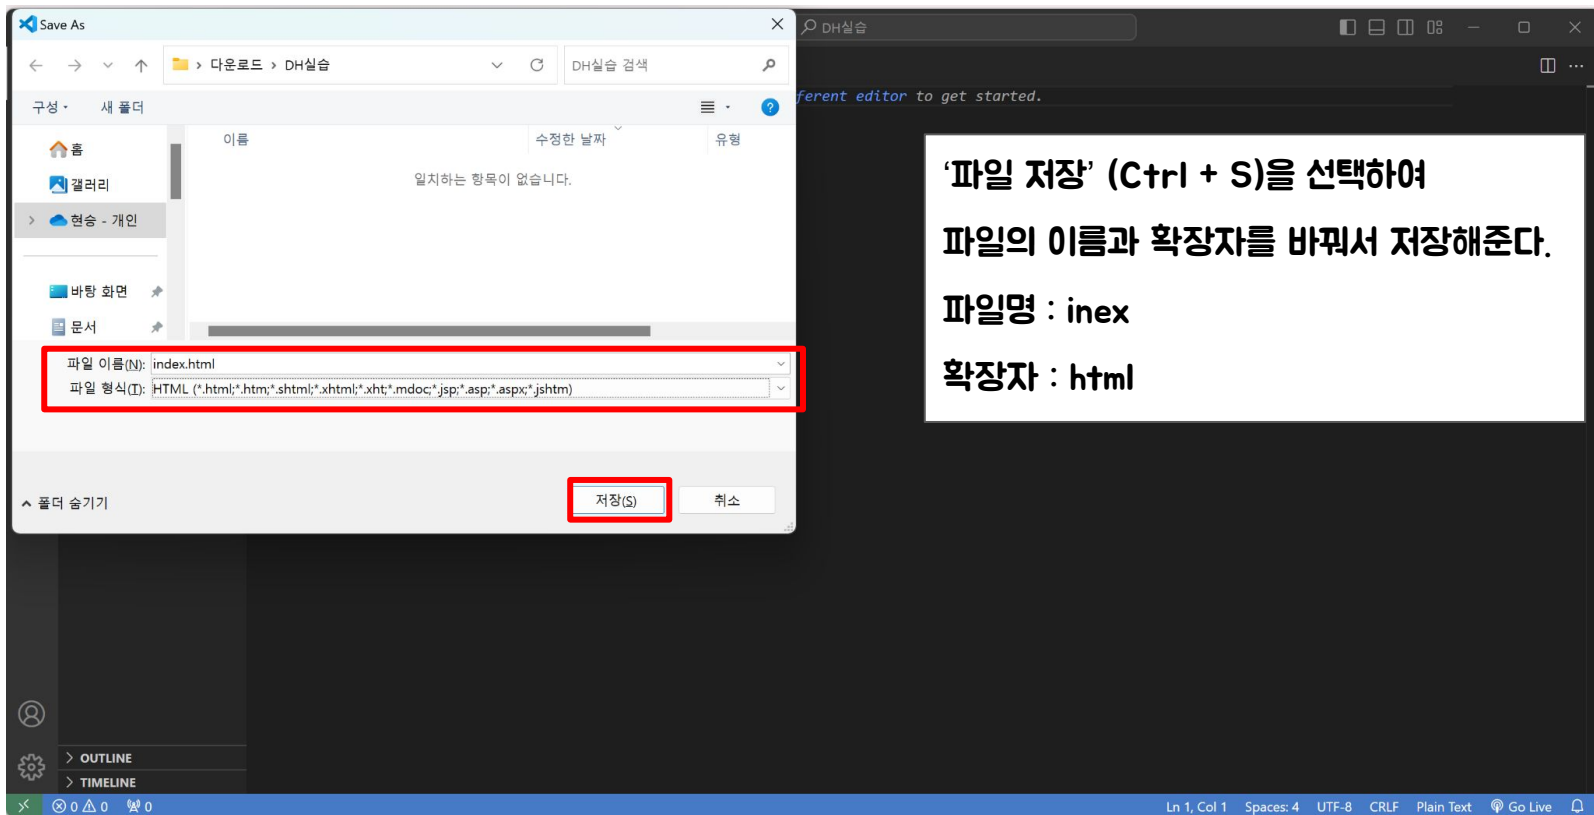 Save As
DH실습
다운로드 > DH실습
DH실습 검색
구성
새 폴더
ferent editor to get started.
이름
수정한 날짜
유형
홈
갤러리
현승 - 개인
바탕 화면
문서
일치하는 항목이 없습니다.
파일 이름(N): index.html
파일 형식(T): HTML (*.html;*.htm;*.shtml;*.xhtml;*.xht;*.mdoc;*.jsp;*.asp;*.aspx;*.jshtm)
폴더 숨기기
저장(S)
취소
‘파일 저장’ (Ctrl + S)을 선택하여
파일의 이름과 확장자를 바꿔서 저장해준다.
파일명 : inex
확장자 : html
> OUTLINE
> TIMELINE
0 0 0
Ln 1, Col 1 Spaces: 4 UTF-8 CRLF Plain Text Go Live